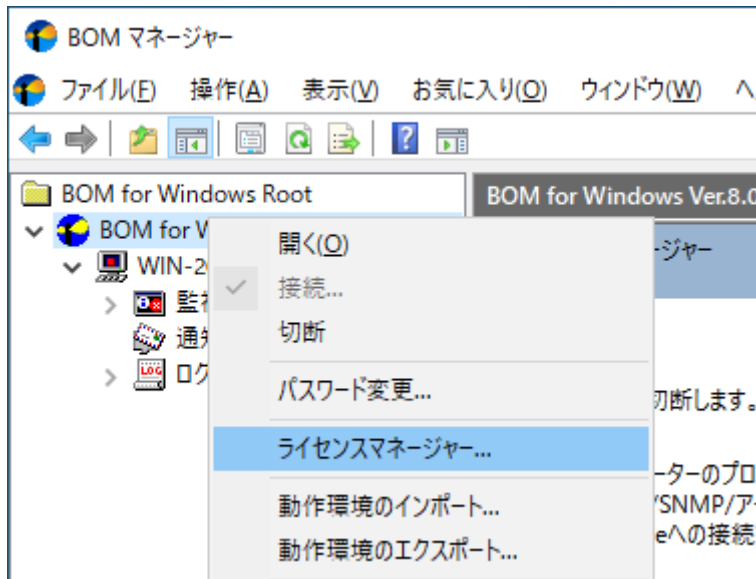 BOM マネージャー
ファイル(F) 操作(A) 表示(V) お気に入り(O) ウィンドウ(W) ヘ
BOM for Windows Root
BOM for Windows Ver.8.0
BOM for W
ージャー
WIN-2
監
通
ログ
開く(O)
接続...
切断
パスワード変更...
切断します。
ライセンスマネージャー...
ーターのプロ
動作環境のインポート...
/SNMP/ア
動作環境のエクスポート...
eへの接続